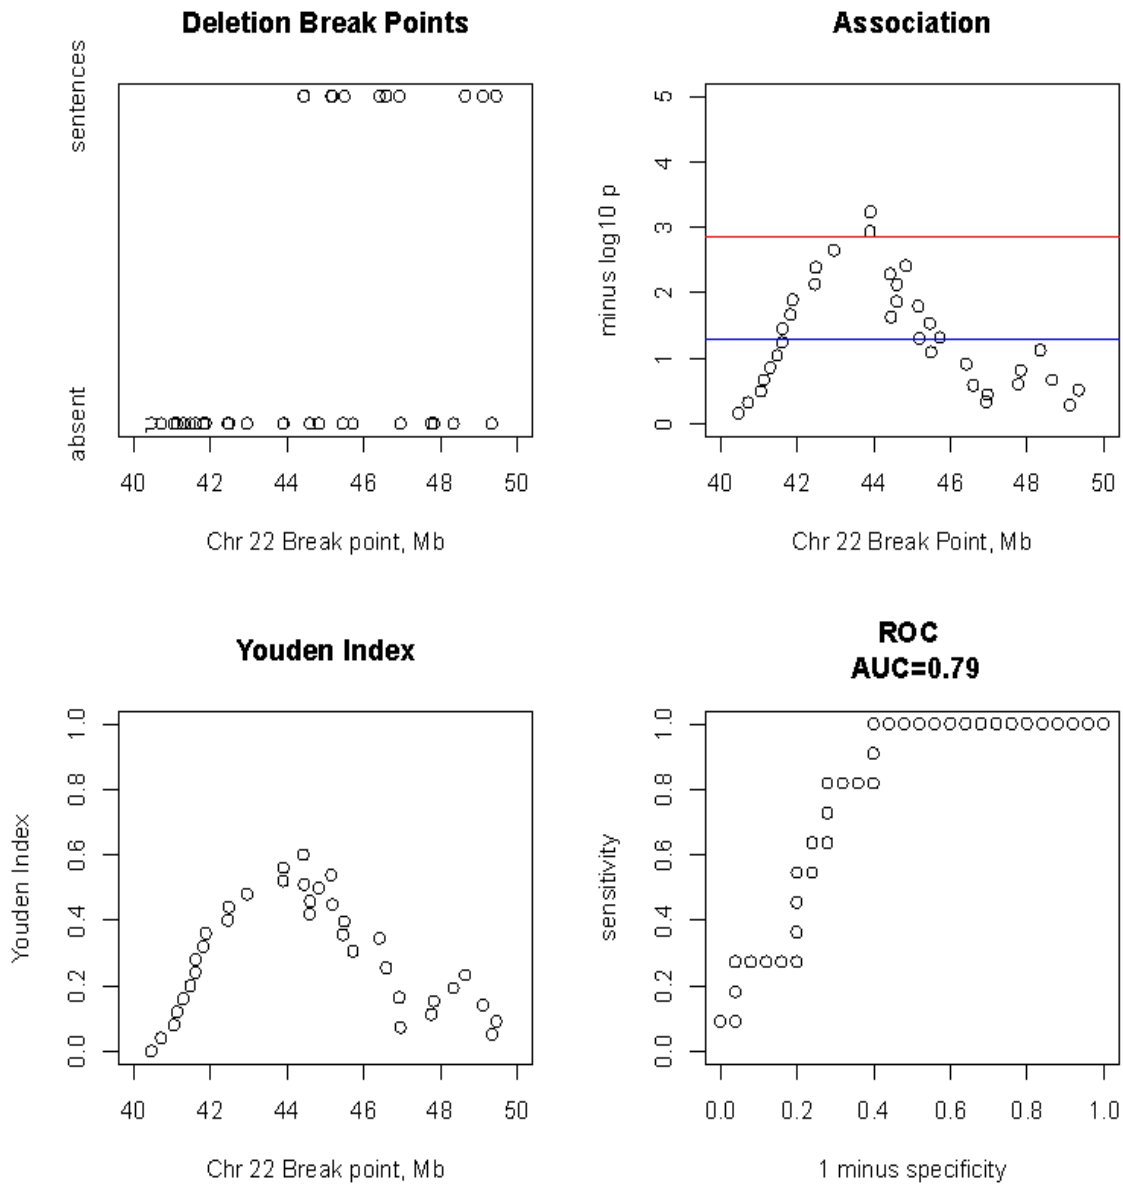 Deletion Break Points
sentences
absent
40 42 44 46 48 50
Chr 22 Break point, Mb
Association
minus log10 p
5
4
3
2
1
0
40 42 44 46 48 50
Chr 22 Break Point, Mb
Youden Index
Youden Index
1.0
0.8
0.6
0.4
0.2
0.0
40 42 44 46 48 50
Chr 22 Break point, Mb
ROC
AUC=0.79
sensitivity
1.0
0.8
0.6
0.4
0.2
0.0
0.0 0.2 0.4 0.6 0.8 1.0
1 minus specificity